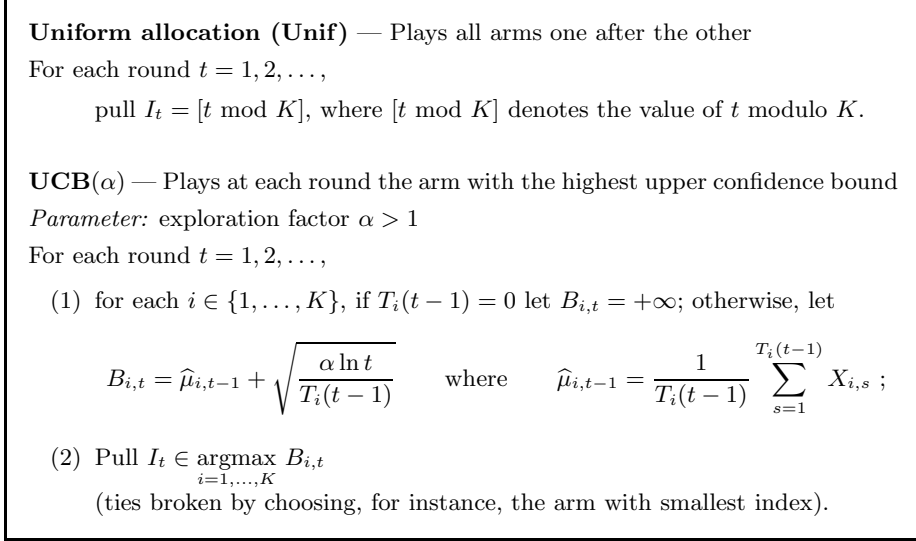 Uniform allocation (Unif) — Plays all arms one after the other
For each round t = 1, 2, . . . ,
pull I_t = [t mod K], where [t mod K] denotes the value of t modulo K.
UCB(α) — Plays at each round the arm with the highest upper confidence bound
Parameter: exploration factor α > 1
For each round t = 1, 2, . . . ,
(1) for each i ∈ {1, . . . , K}, if T_i(t − 1) = 0 let B_{i,t} = +∞; otherwise, let
B_{i,t} = \widehat{μ}_{i,t−1} + \sqrt{\frac{α ln t}{T_i(t − 1)}} where \widehat{μ}_{i,t−1} = \frac{1}{T_i(t − 1)} \sum_{s=1}^{T_i(t−1)} X_{i,s} ;
(2) Pull I_t ∈ argmax_{i=1,...,K} B_{i,t}
(ties broken by choosing, for instance, the arm with smallest index).